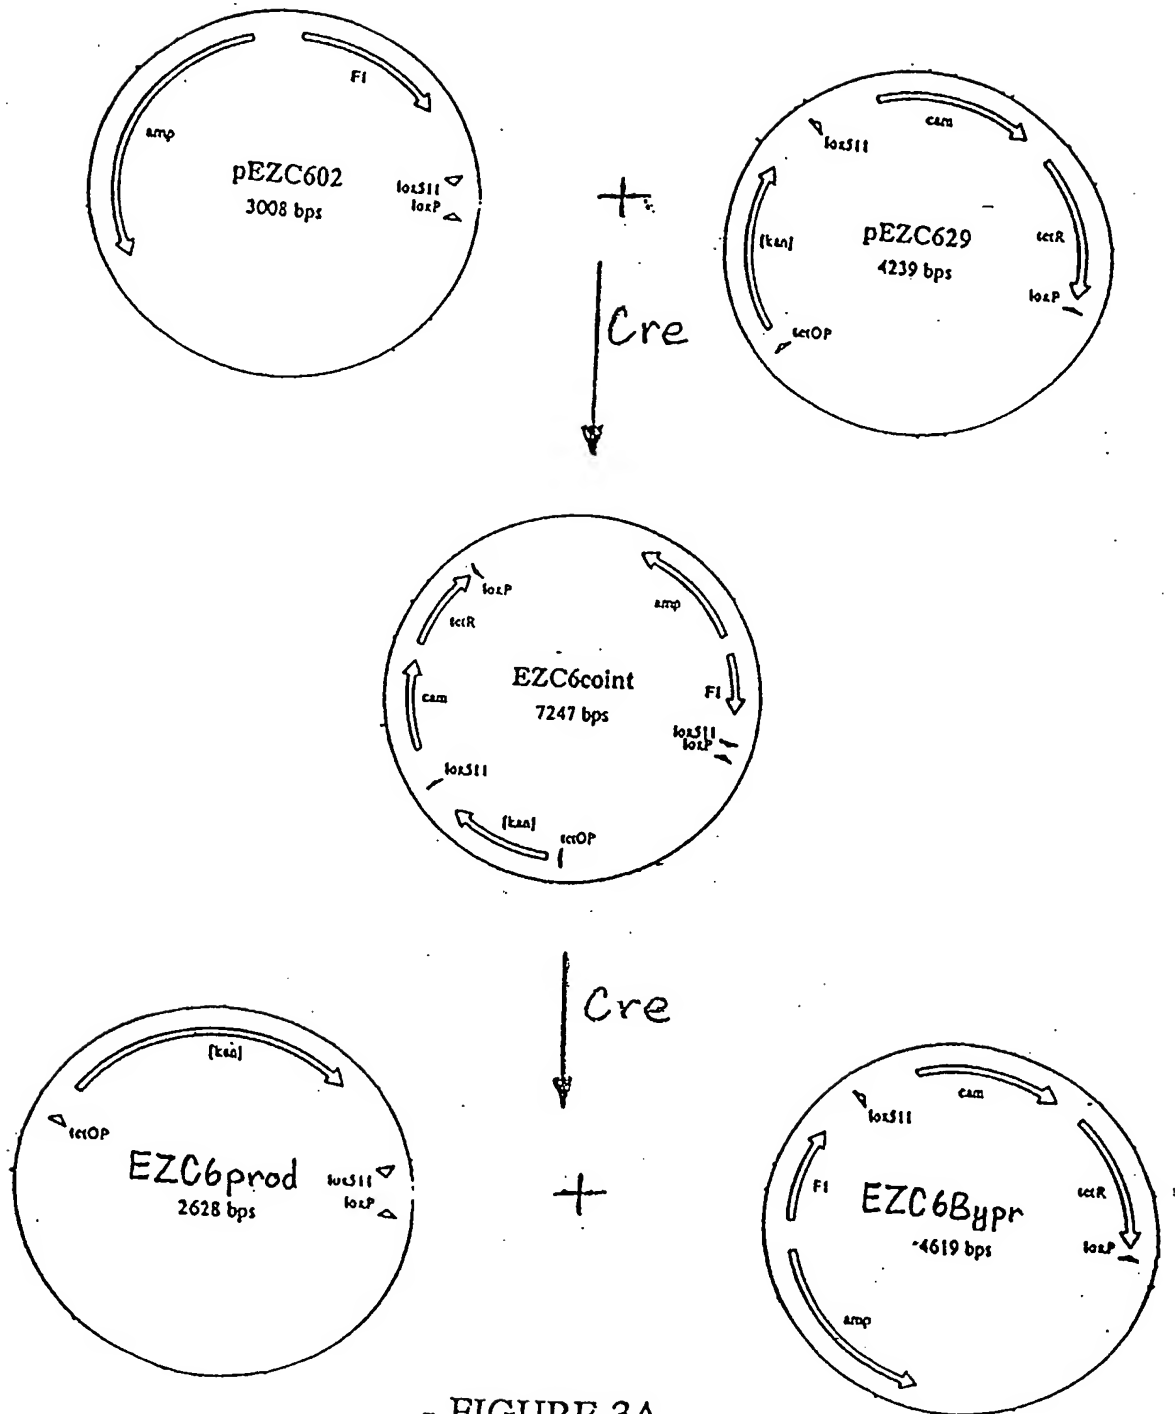 F1
amp
pEZC602
3008 bps
lox511
loxP
+
cam
lox511
[kan]
pEZC629
4239 bps
tetR
loxP
tetOP
Cre
loxP
tetR
amp
EZC6coint
7247 bps
cam
F1
lox511
loxP
lox511
[kan]
tetOP
Cre
[kan]
tetOP
EZC6prod
2628 bps
lox511
loxP
+
cam
lox511
F1
EZC6Bypr
4619 bps
tetR
loxP
amp
FIGURE 3A